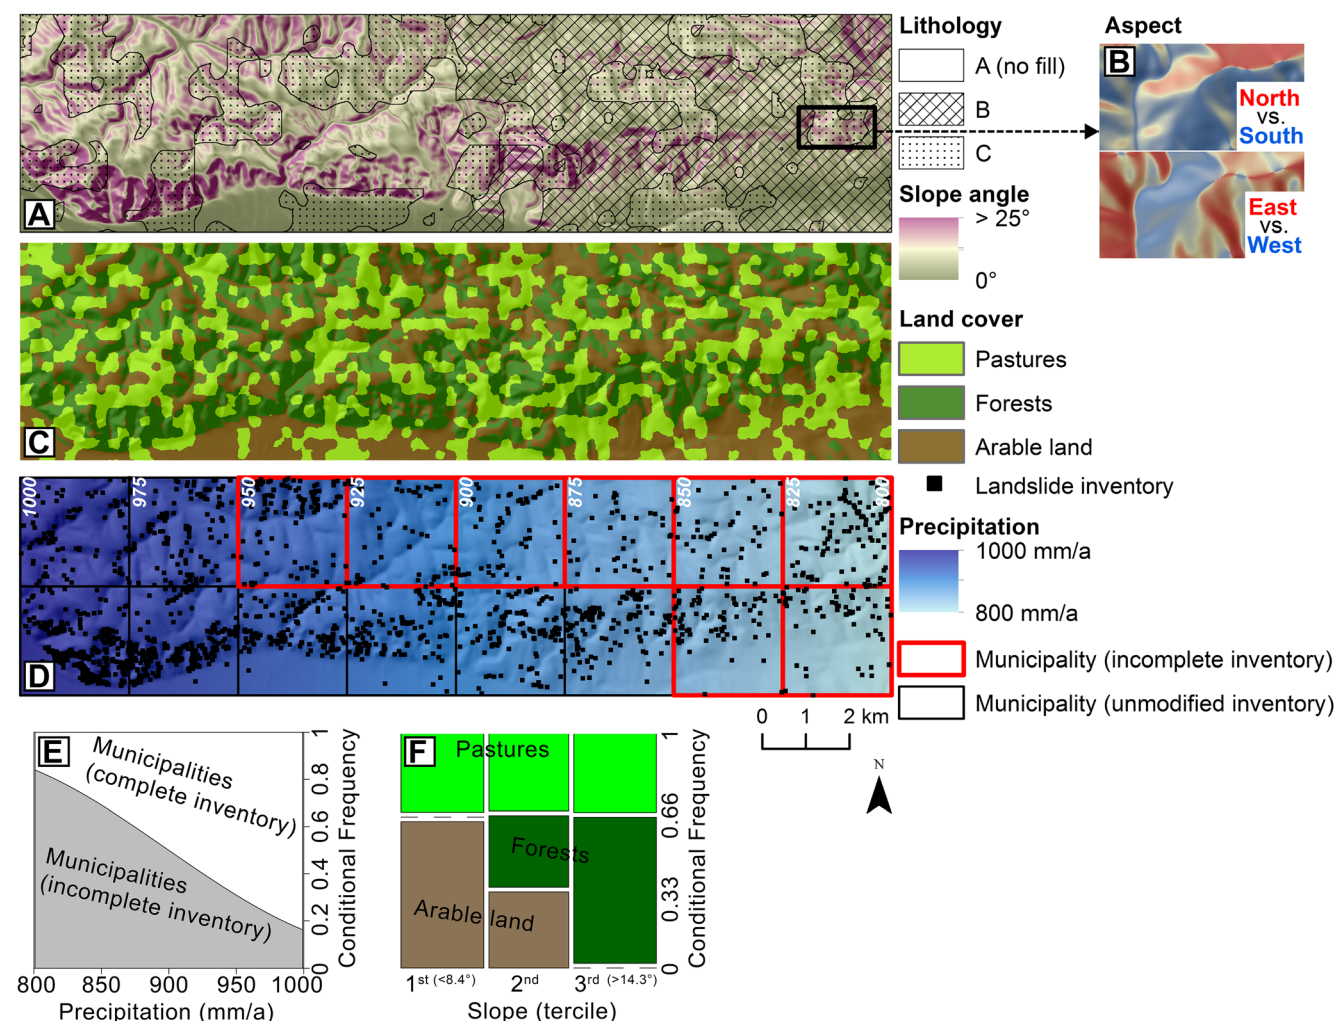 A
Lithology
A (no fill)
B
C
Slope angle
> 25°
0°
Aspect
B
North
vs.
South
East
vs.
West
C
Land cover
Pastures
Forests
Arable land
Landslide inventory
Precipitation
1000 mm/a
800 mm/a
Municipality (incomplete inventory)
Municipality (unmodified inventory)
1000
975
950
925
900
875
850
825
800
D
0 1 2 km
N
E
Municipalities
(complete inventory)
Municipalities
(incomplete inventory)
1
0.8
0.6
0.4
0.2
0
Conditional Frequency
800 850 900 950 1000
Precipitation (mm/a)
F
Pastures
Forests
Arable land
1
0.66
0.33
0
Conditional Frequency
1st (<8.4°) 2nd 3rd (>14.3°)
Slope (tercile)